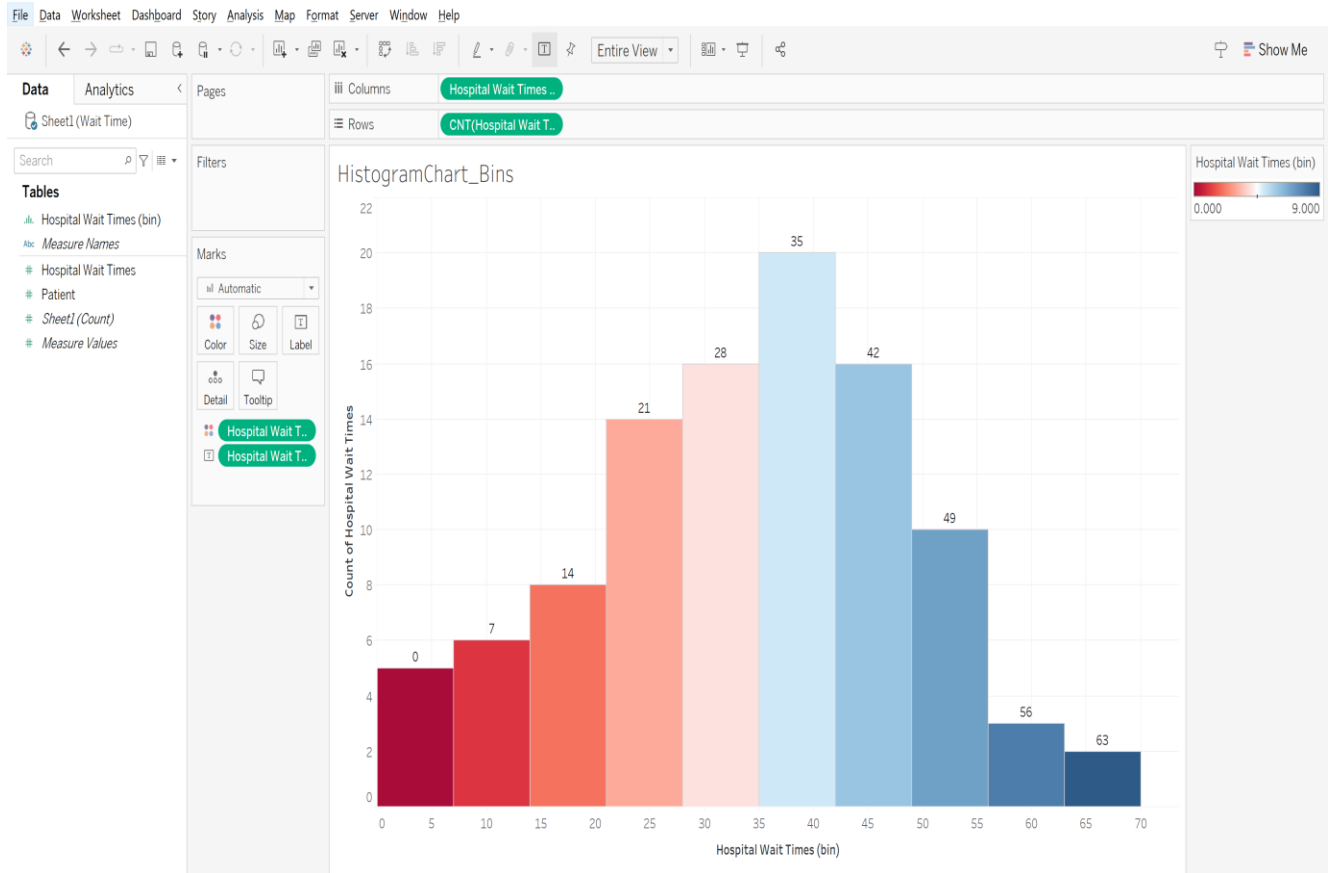 File Data Worksheet Dashboard Story Analysis Map Format Server Window Help
Entire View
Show Me
Data Analytics
Sheet1 (Wait Time)
Search
Tables
Hospital Wait Times (bin)
Abc Measure Names
# Hospital Wait Times
# Patient
# Sheet1 (Count)
# Measure Values
Pages
Filters
Marks
Automatic
Color Size Label
Detail Tooltip
Hospital Wait T..
Hospital Wait T..
Columns Hospital Wait Times ..
Rows CNT(Hospital Wait T..
HistogramChart_Bins
Count of Hospital Wait Times
22
20
18
16
14
12
10
8
6
4
2
0
0 7 14 21 28 35 42 49 56 63
0 5 10 15 20 25 30 35 40 45 50 55 60 65 70
Hospital Wait Times (bin)
Hospital Wait Times (bin)
0.000 9.000